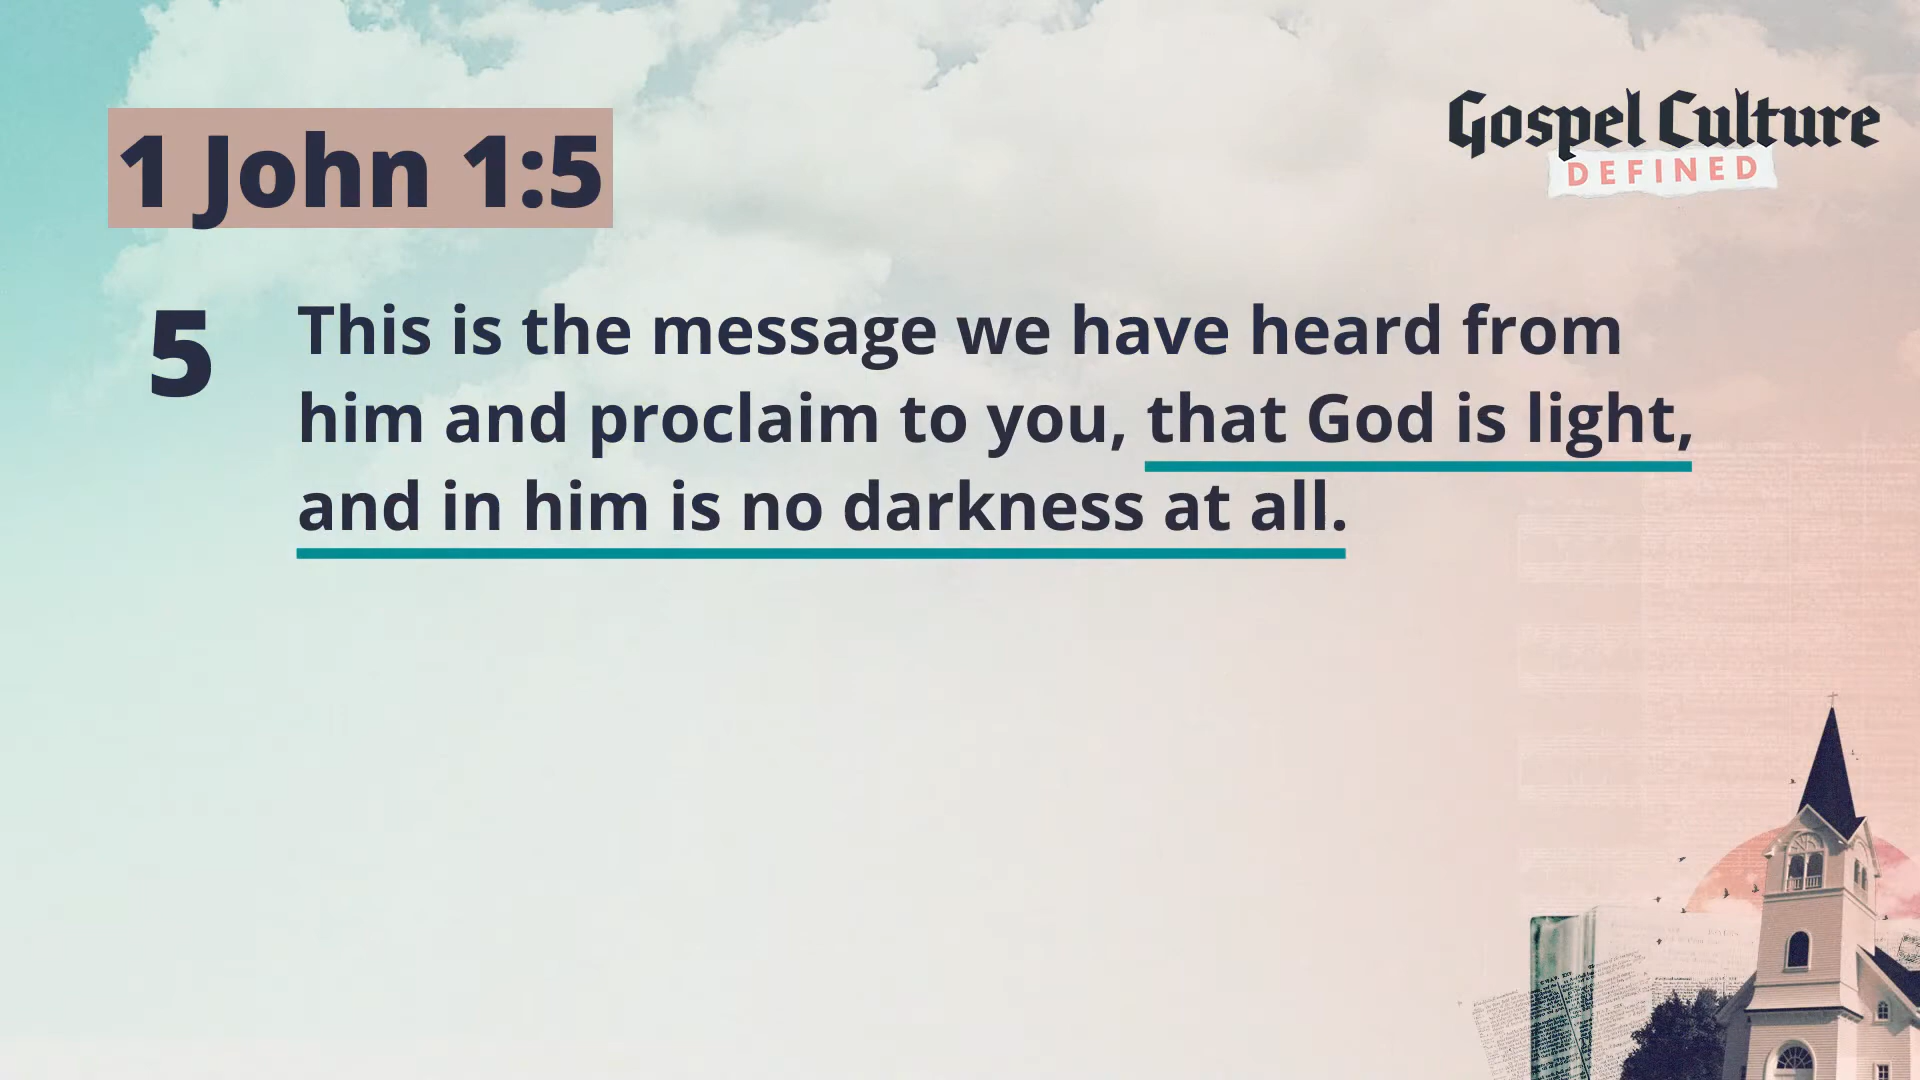 1 John 1:5
Gospel Culture
DEFINED
5 This is the message we have heard from
him and proclaim to you, that God is light,
and in him is no darkness at all.